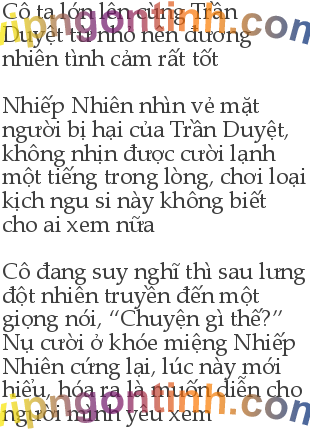 Cô ta lớn lên cùng Trần
Duyệt từ nhỏ nên đương
nhiên tình cảm rất tốt
Nhiếp Nhiên nhìn vẻ mặt
người bị hại của Trần Duyệt,
không nhịn được cười lạnh
một tiếng trong lòng, chơi loại
kịch ngu si này không biết
cho ai xem nữa
Cô đang suy nghĩ thì sau lưng
đột nhiên truyền đến một
giọng nói, “Chuyện gì thế?”
Nụ cười ở khóe miệng Nhiếp
Nhiên cứng lại, lúc này mới
hiểu, hóa ra là muốn diễn cho
người mình yêu xem
vipngontinh.com
vipngontinh.com